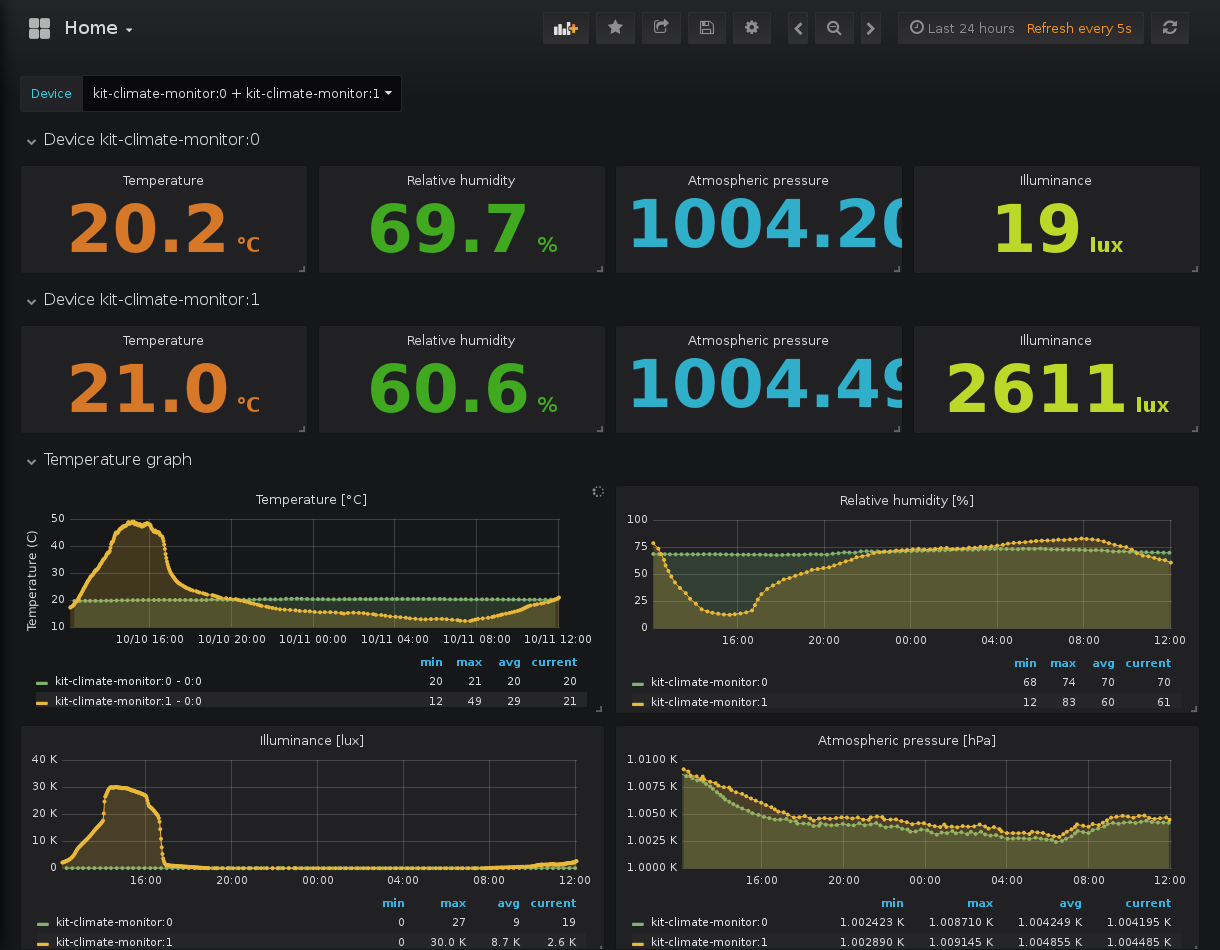 Home
Last 24 hours Refresh every 5s
Device kit-climate-monitor:0 + kit-climate-monitor:1
Device kit-climate-monitor:0
Temperature Relative humidity Atmospheric pressure Illuminance
20.2 °C 69.7 % 1004.20 19 lux
Device kit-climate-monitor:1
Temperature Relative humidity Atmospheric pressure Illuminance
21.0 °C 60.6 % 1004.49 2611 lux
Temperature graph
Temperature [°C]
Temperature (C)
50
40
30
20
10
10/10 16:00 10/10 20:00 10/11 00:00 10/11 04:00 10/11 08:00 10/11 12:00
min max avg current
kit-climate-monitor:0 - 0:0 20 21 20 20
kit-climate-monitor:1 - 0:0 12 49 29 21
Relative humidity [%]
100
75
50
25
0
16:00 20:00 00:00 04:00 08:00 12:00
min max avg current
kit-climate-monitor:0 68 74 70 70
kit-climate-monitor:1 12 83 60 61
Illuminance [lux]
40 K
30 K
20 K
10 K
0
16:00 20:00 00:00 04:00 08:00 12:00
min max avg current
kit-climate-monitor:0 0 27 9 19
kit-climate-monitor:1 0 30.0 K 8.7 K 2.6 K
Atmospheric pressure [hPa]
1.0100 K
1.0075 K
1.0050 K
1.0025 K
1.0000 K
16:00 20:00 00:00 04:00 08:00 12:00
min max avg current
kit-climate-monitor:0 1.002423 K 1.008710 K 1.004249 K 1.004195 K
kit-climate-monitor:1 1.002890 K 1.009145 K 1.004855 K 1.004485 K